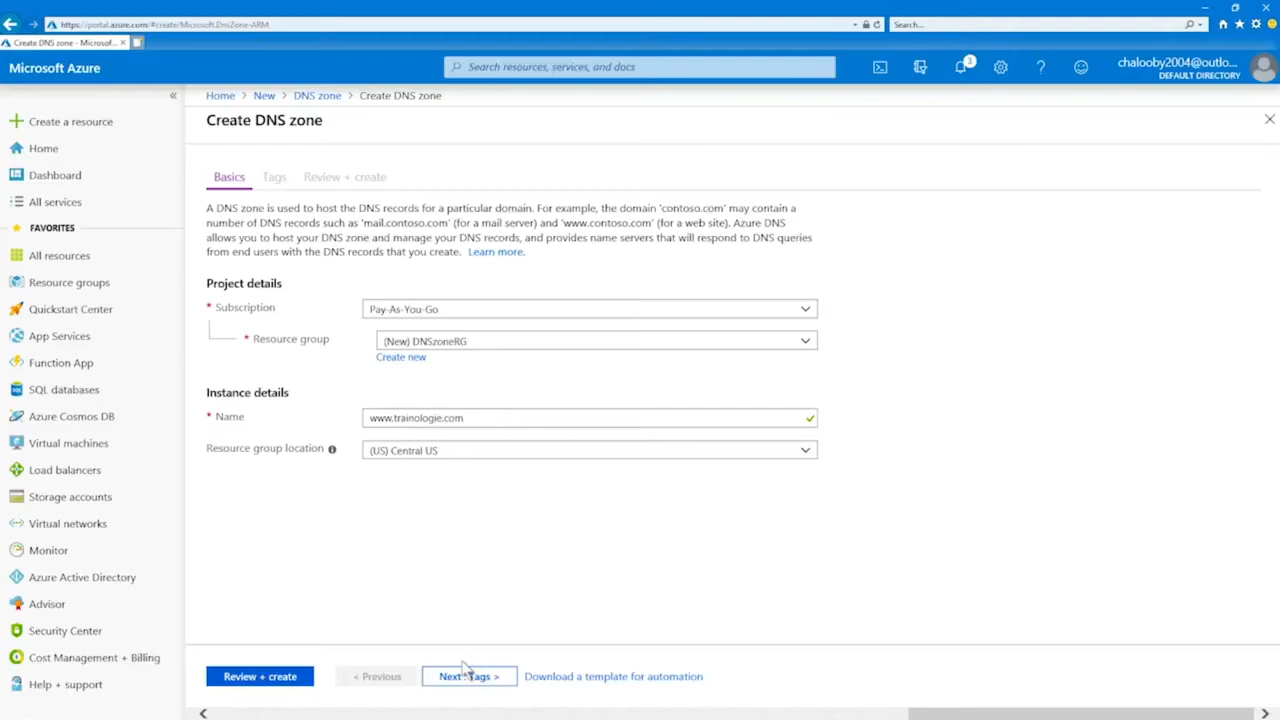 https://portal.azure.com/#create/Microsoft.DnsZone-ARM
Search...
Create DNS zone - Microsof...
Microsoft Azure
Search resources, services, and docs
1
chalooby2004@outlo...
DEFAULT DIRECTORY
Home > New > DNS zone > Create DNS zone
Create DNS zone
Create a resource
Home
Dashboard
All services
FAVORITES
All resources
Resource groups
Quickstart Center
App Services
Function App
SQL databases
Azure Cosmos DB
Virtual machines
Load balancers
Storage accounts
Virtual networks
Monitor
Azure Active Directory
Advisor
Security Center
Cost Management + Billing
Help + support
Basics Tags Review + create
A DNS zone is used to host the DNS records for a particular domain. For example, the domain 'contoso.com' may contain a
number of DNS records such as 'mail.contoso.com' (for a mail server) and 'www.contoso.com' (for a web site). Azure DNS
allows you to host your DNS zone and manage your DNS records, and provides name servers that will respond to DNS queries
from end users with the DNS records that you create. Learn more.
Project details
* Subscription
Pay-As-You-Go
* Resource group
(New) DNSzoneRG
Create new
Instance details
* Name
www.trainologie.com
Resource group location
(US) Central US
Review + create
< Previous
Next : Tags >
Download a template for automation